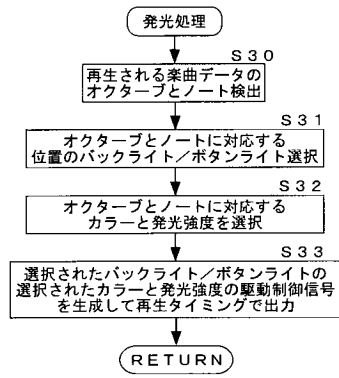 発光処理
S30
再生される楽曲データの
オクターブとノート検出
S31
オクターブとノートに対応する
位置のバックライト／ボタンライト選択
S32
オクターブとノートに対応する
カラーと発光強度を選択
S33
選択されたバックライト／ボタンライトの
選択されたカラーと発光強度の駆動制御信号
を生成して再生タイミングで出力
RETURN